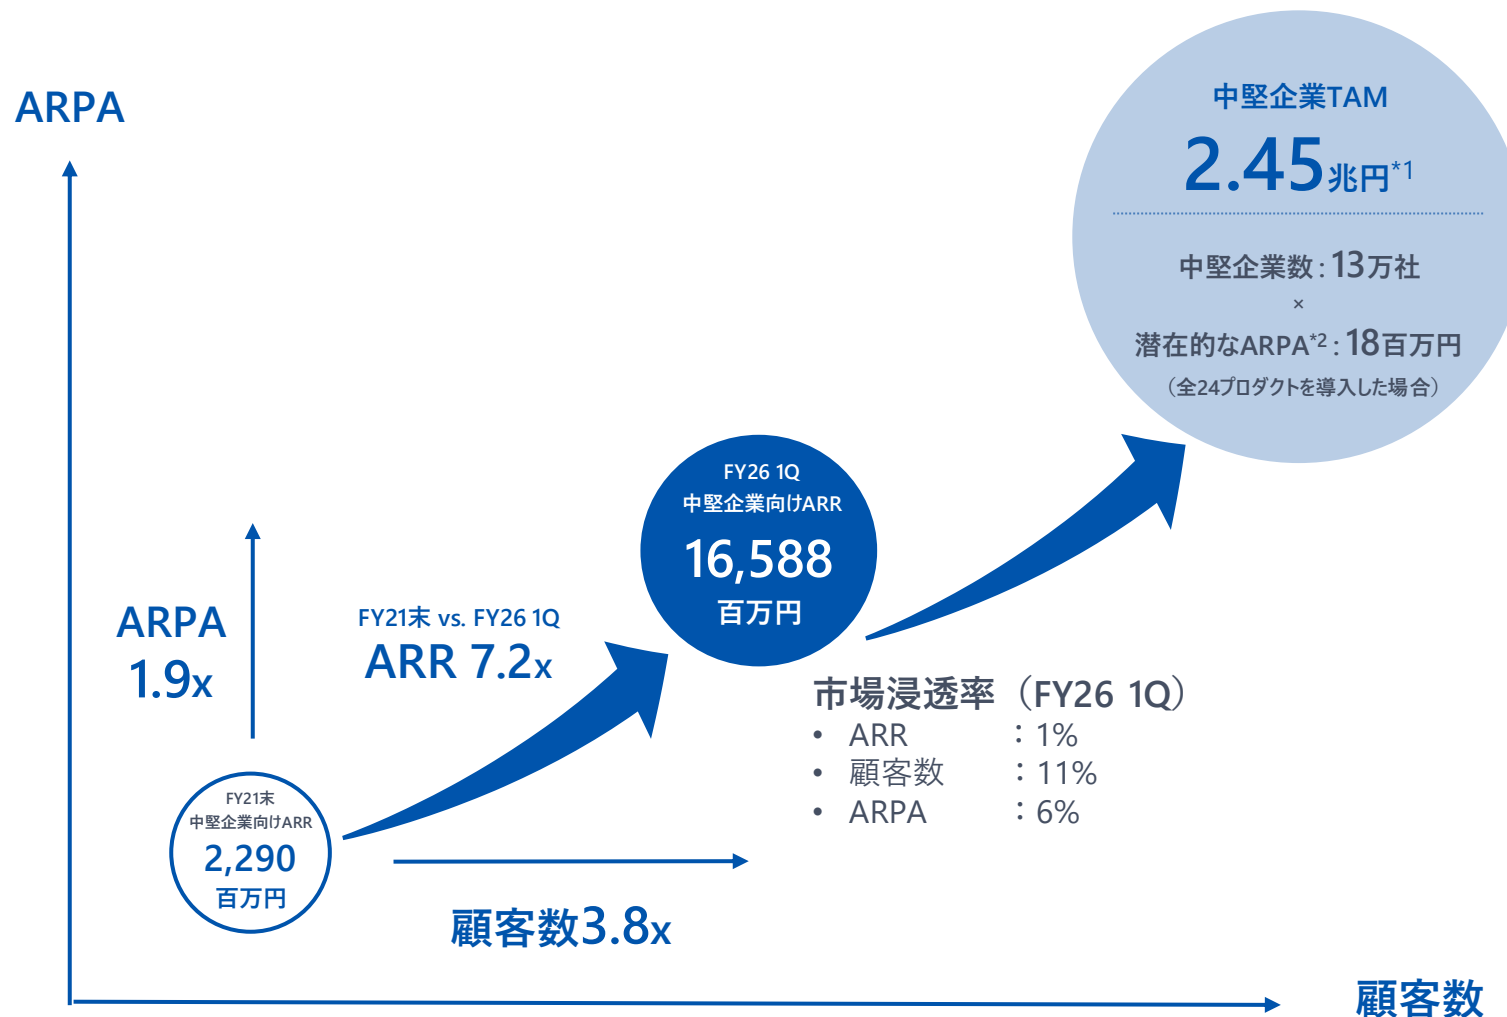 ARPA
中堅企業TAM
2.45兆円*1
中堅企業数：13万社
×
潜在的なARPA*2：18百万円
（全24プロダクトを導入した場合）
FY26 1Q
中堅企業向けARR
16,588
百万円
ARPA
1.9x
FY21末 vs. FY26 1Q
ARR 7.2x
市場浸透率（FY26 1Q）
• ARR ：1%
• 顧客数 ：11%
• ARPA ：6%
FY21末
中堅企業向けARR
2,290
百万円
顧客数3.8x
顧客数